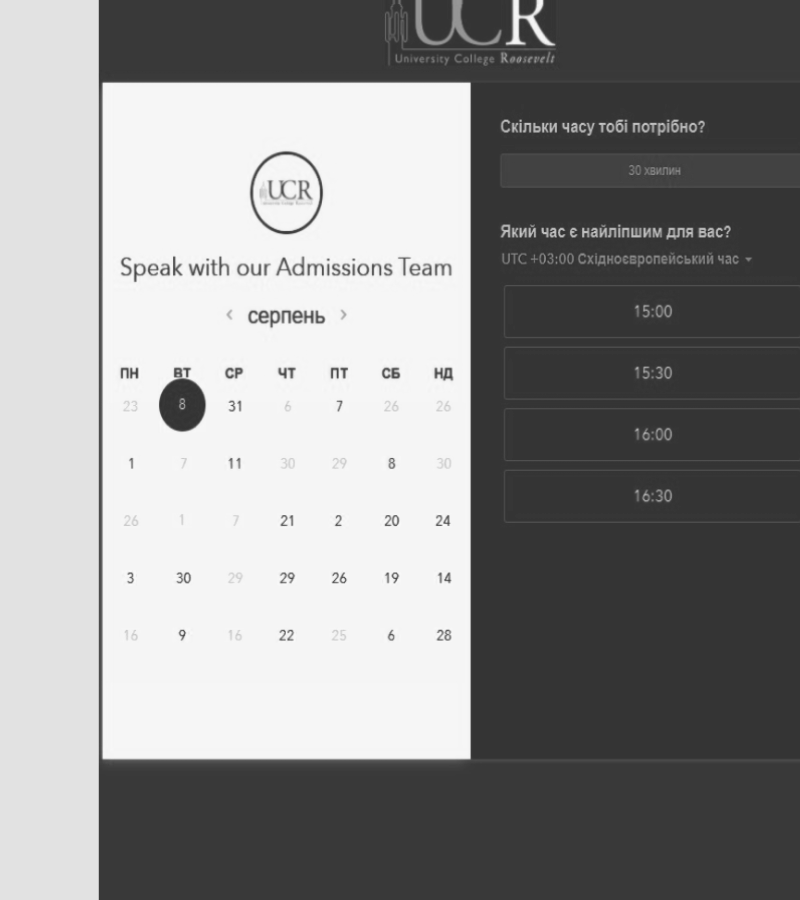 UCR
University College Roosevelt
UCR
Speak with our Admissions Team
‹ серпень ›
ПН ВТ СР ЧТ ПТ СБ НД
23 8 31 6 7 26 26
1 7 11 30 29 8 30
26 1 7 21 2 20 24
3 30 29 29 26 19 14
16 9 16 22 25 6 28
Скільки часу тобі потрібно?
30 хвилин
Який час є найліпшим для вас?
UTC +03:00 Східноєвропейський час
15:00
15:30
16:00
16:30